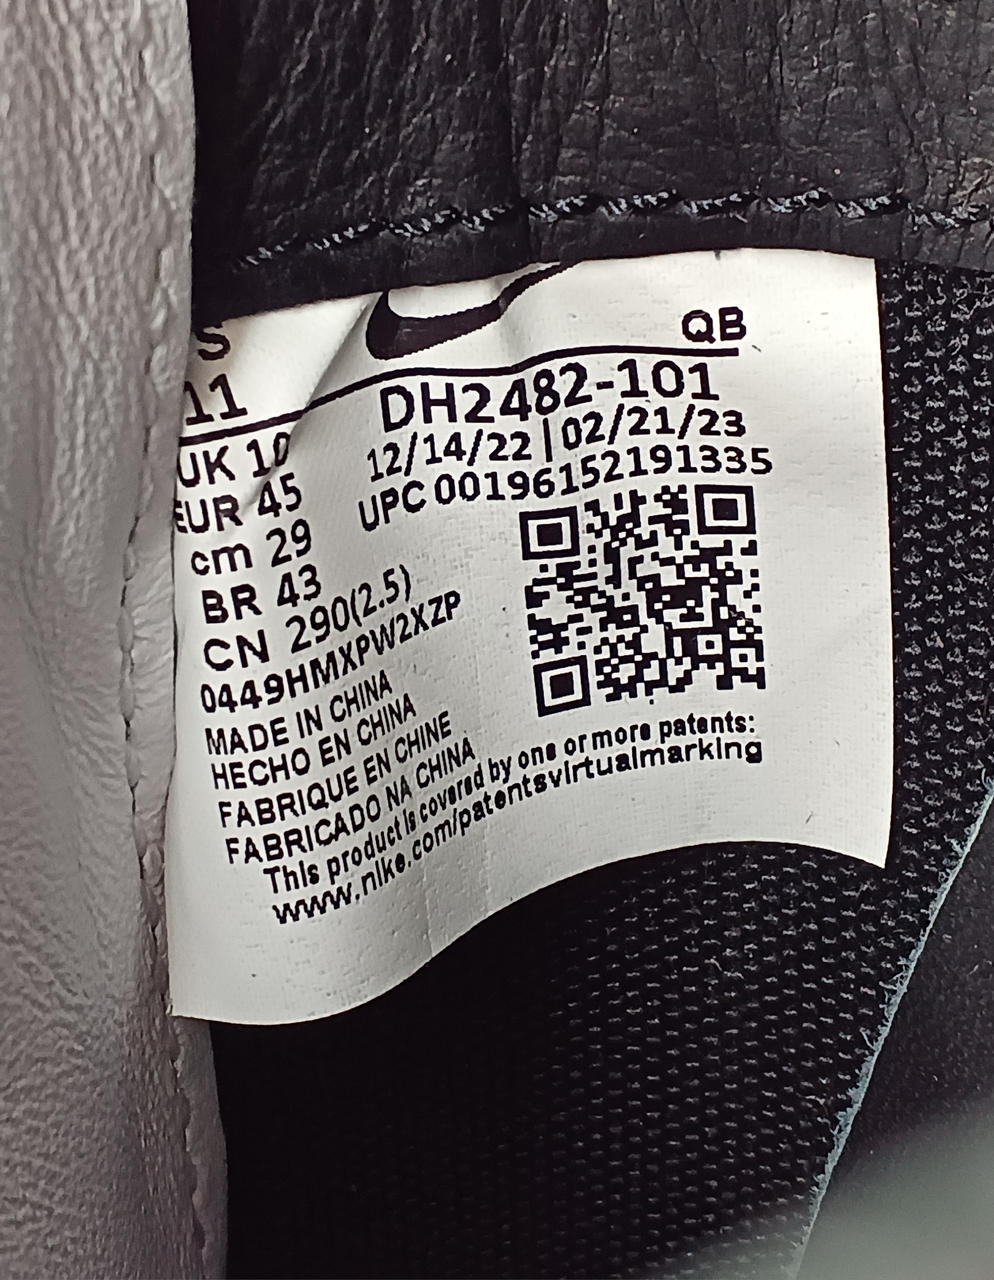 S
QB
11
DH2482-101
UK 10
12/14/22 | 02/21/23
EUR 45
UPC 00196152191335
cm 29
BR 43
CN 290(2.5)
0449HMXPW2XZP
MADE IN CHINA
HECHO EN CHINA
FABRIQUE EN CHINE
FABRICADO NA CHINA
This product is covered by one or more patents:
www.nike.com/patentsvirtualmarking